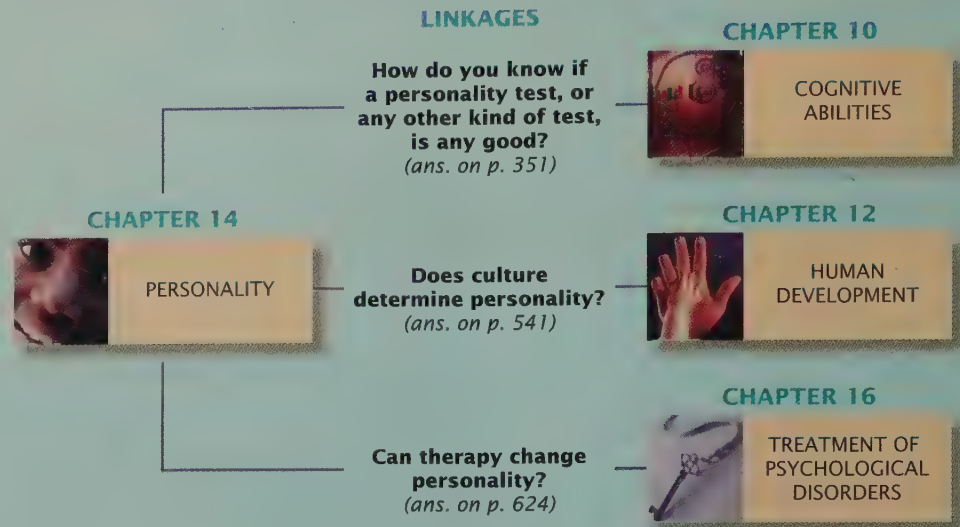 LINKAGES
How do you know if
a personality test, or
any other kind of test,
is any good?
(ans. on p. 351)
CHAPTER 10
COGNITIVE
ABILITIES
CHAPTER 14
PERSONALITY
Does culture
determine personality?
(ans. on p. 541)
CHAPTER 12
HUMAN
DEVELOPMENT
Can therapy change
personality?
(ans. on p. 624)
CHAPTER 16
TREATMENT OF
PSYCHOLOGICAL
DISORDERS